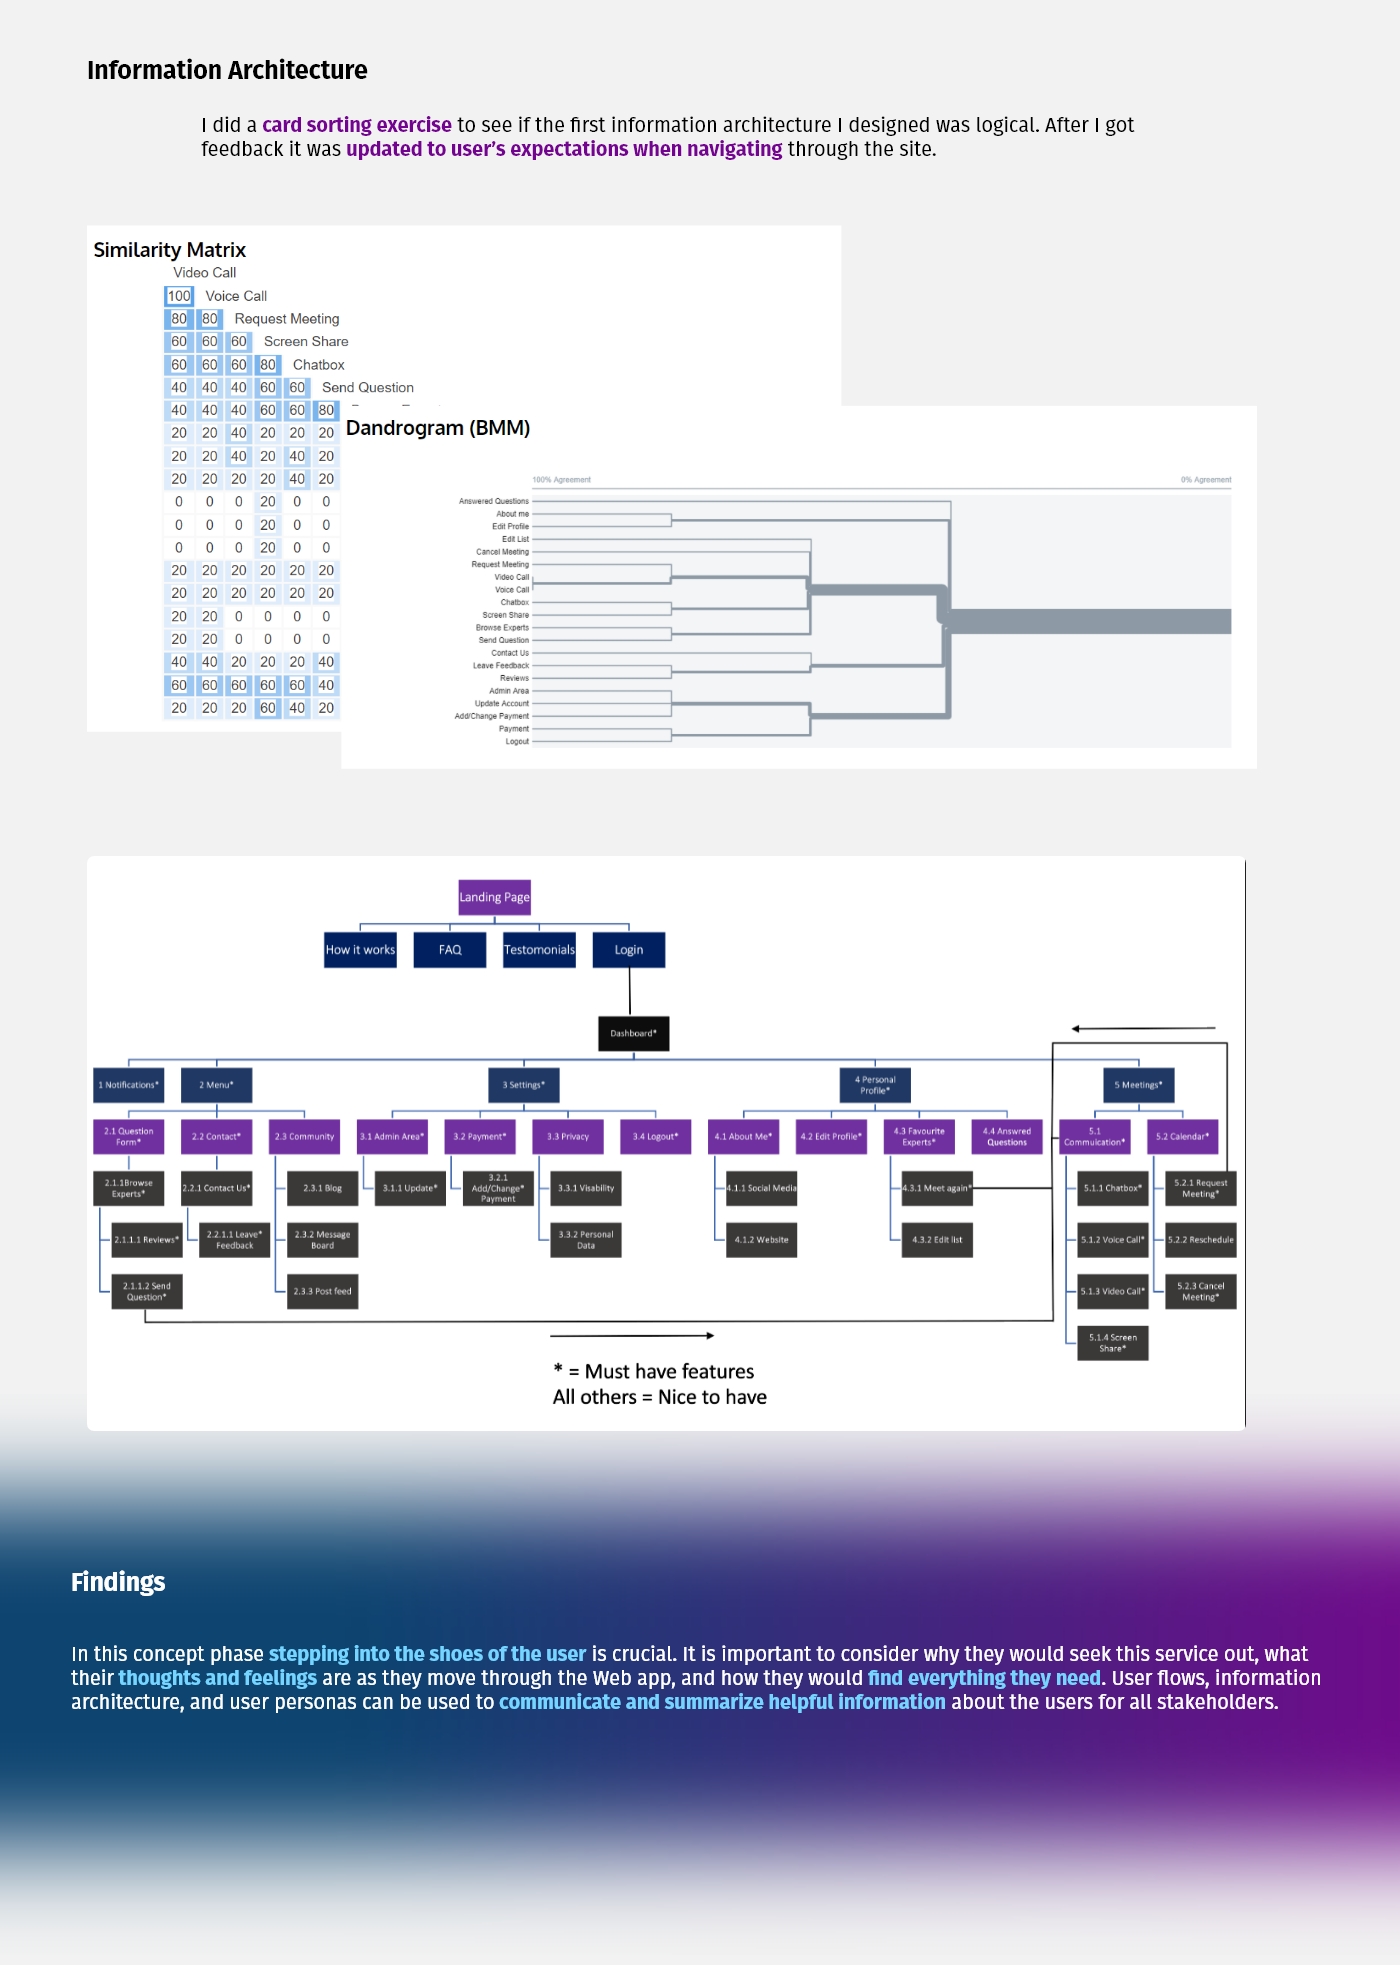 Information Architecture
I did a card sorting exercise to see if the first information architecture I designed was logical. After I got
feedback it was updated to user’s expectations when navigating through the site.
Similarity Matrix
Video Call
100 Voice Call
80 80 Request Meeting
60 60 60 Screen Share
60 60 60 80 Chatbox
40 40 40 60 60 Send Question
40 40 40 60 60 80
20 20 40 20 20 20
20 20 40 20 40 20
20 20 20 20 40 20
0 0 0 20 0 0
0 0 0 20 0 0
0 0 0 20 0 0
20 20 20 20 20 20
20 20 20 20 20 20
20 20 0 0 0 0
20 20 0 0 0 0
40 40 20 20 20 40
60 60 60 60 60 40
20 20 20 60 40 20
Dandrogram (BMM)
100% Agreement 0% Agreement
Answered Questions
About me
Edit Profile
Edit List
Cancel Meeting
Request Meeting
Video Call
Voice Call
Chatbox
Screen Share
Browse Experts
Send Question
Contact Us
Leave Feedback
Reviews
Admin Area
Update Account
Add/Change Payment
Payment
Logout
Landing Page
How it works FAQ Testomonials Login
Dashboard*
1 Notifications* 2 Menu* 3 Settings* 4 Personal
Profile* 5 Meetings*
2.1 Question
Form* 2.2 Contact* 2.3 Community 3.1 Admin Area* 3.2 Payment* 3.3 Privacy 3.4 Logout* 4.1 About Me* 4.2 Edit Profile* 4.3 Favourite
Experts* 4.4 Answred
Questions 5.1
Commuication* 5.2 Calendar*
2.1.1Browse
Experts* 2.2.1 Contact Us* 2.3.1 Blog 3.1.1 Update* 3.2.1
Add/Change*
Payment 3.3.1 Visability 4.1.1 Social Media 4.3.1 Meet again* 5.1.1 Chatbox* 5.2.1 Request
Meeting*
2.1.1.1 Reviews* 2.2.1.1 Leave*
Feedback 2.3.2 Message
Board 3.3.2 Personal
Data 4.1.2 Website 4.3.2 Edit list 5.1.2 Voice Call* 5.2.2 Reschedule
2.1.1.2 Send
Question* 2.3.3 Post feed 5.1.3 Video Call* 5.2.3 Cancel
Meeting*
5.1.4 Screen
Share*
* = Must have features
All others = Nice to have
Findings
In this concept phase stepping into the shoes of the user is crucial. It is important to consider why they would seek this service out, what
their thoughts and feelings are as they move through the Web app, and how they would find everything they need. User flows, information
architecture, and user personas can be used to communicate and summarize helpful information about the users for all stakeholders.